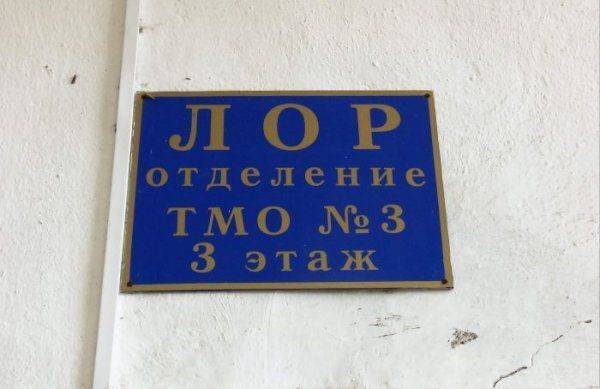 ЛОР
отделение
ТМО №3
3 этаж